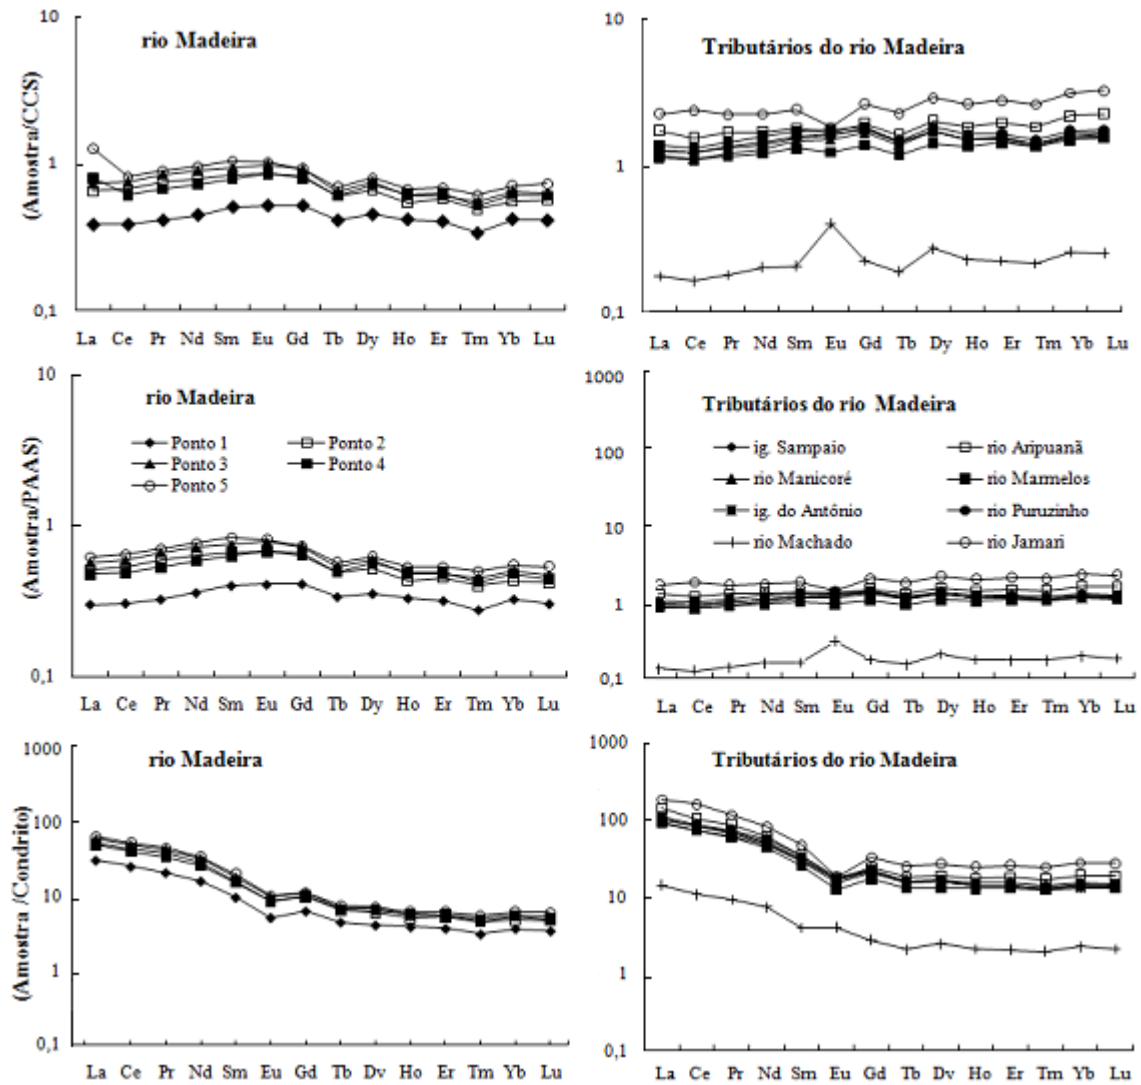 rio Madeira
(Amostra/CCS)
10
1
0,1
La Ce Pr Nd Sm Eu Gd Tb Dy Ho Er Tm Yb Lu
Tributários do rio Madeira
10
1
0,1
La Ce Pr Nd Sm Eu Gd Tb Dy Ho Er Tm Yb Lu
rio Madeira
(Amostra/PAAS)
10
1
0,1
Ponto 1 Ponto 2
Ponto 3 Ponto 4
Ponto 5
La Ce Pr Nd Sm Eu Gd Tb Dy Ho Er Tm Yb Lu
Tributários do rio Madeira
1000
100
10
1
0,1
ig. Sampaio rio Aripuanã
rio Manicoré rio Marmelos
ig. do Antônio rio Puruzinho
rio Machado rio Jamari
La Ce Pr Nd Sm Eu Gd Tb Dy Ho Er Tm Yb Lu
rio Madeira
(Amostra /Condrito)
1000
100
10
1
0,1
La Ce Pr Nd Sm Eu Gd Tb Dv Ho Er Tm Yb Lu
Tributários do rio Madeira
1000
100
10
1
0,1
La Ce Pr Nd Sm Eu Gd Tb Dv Ho Er Tm Yb Lu